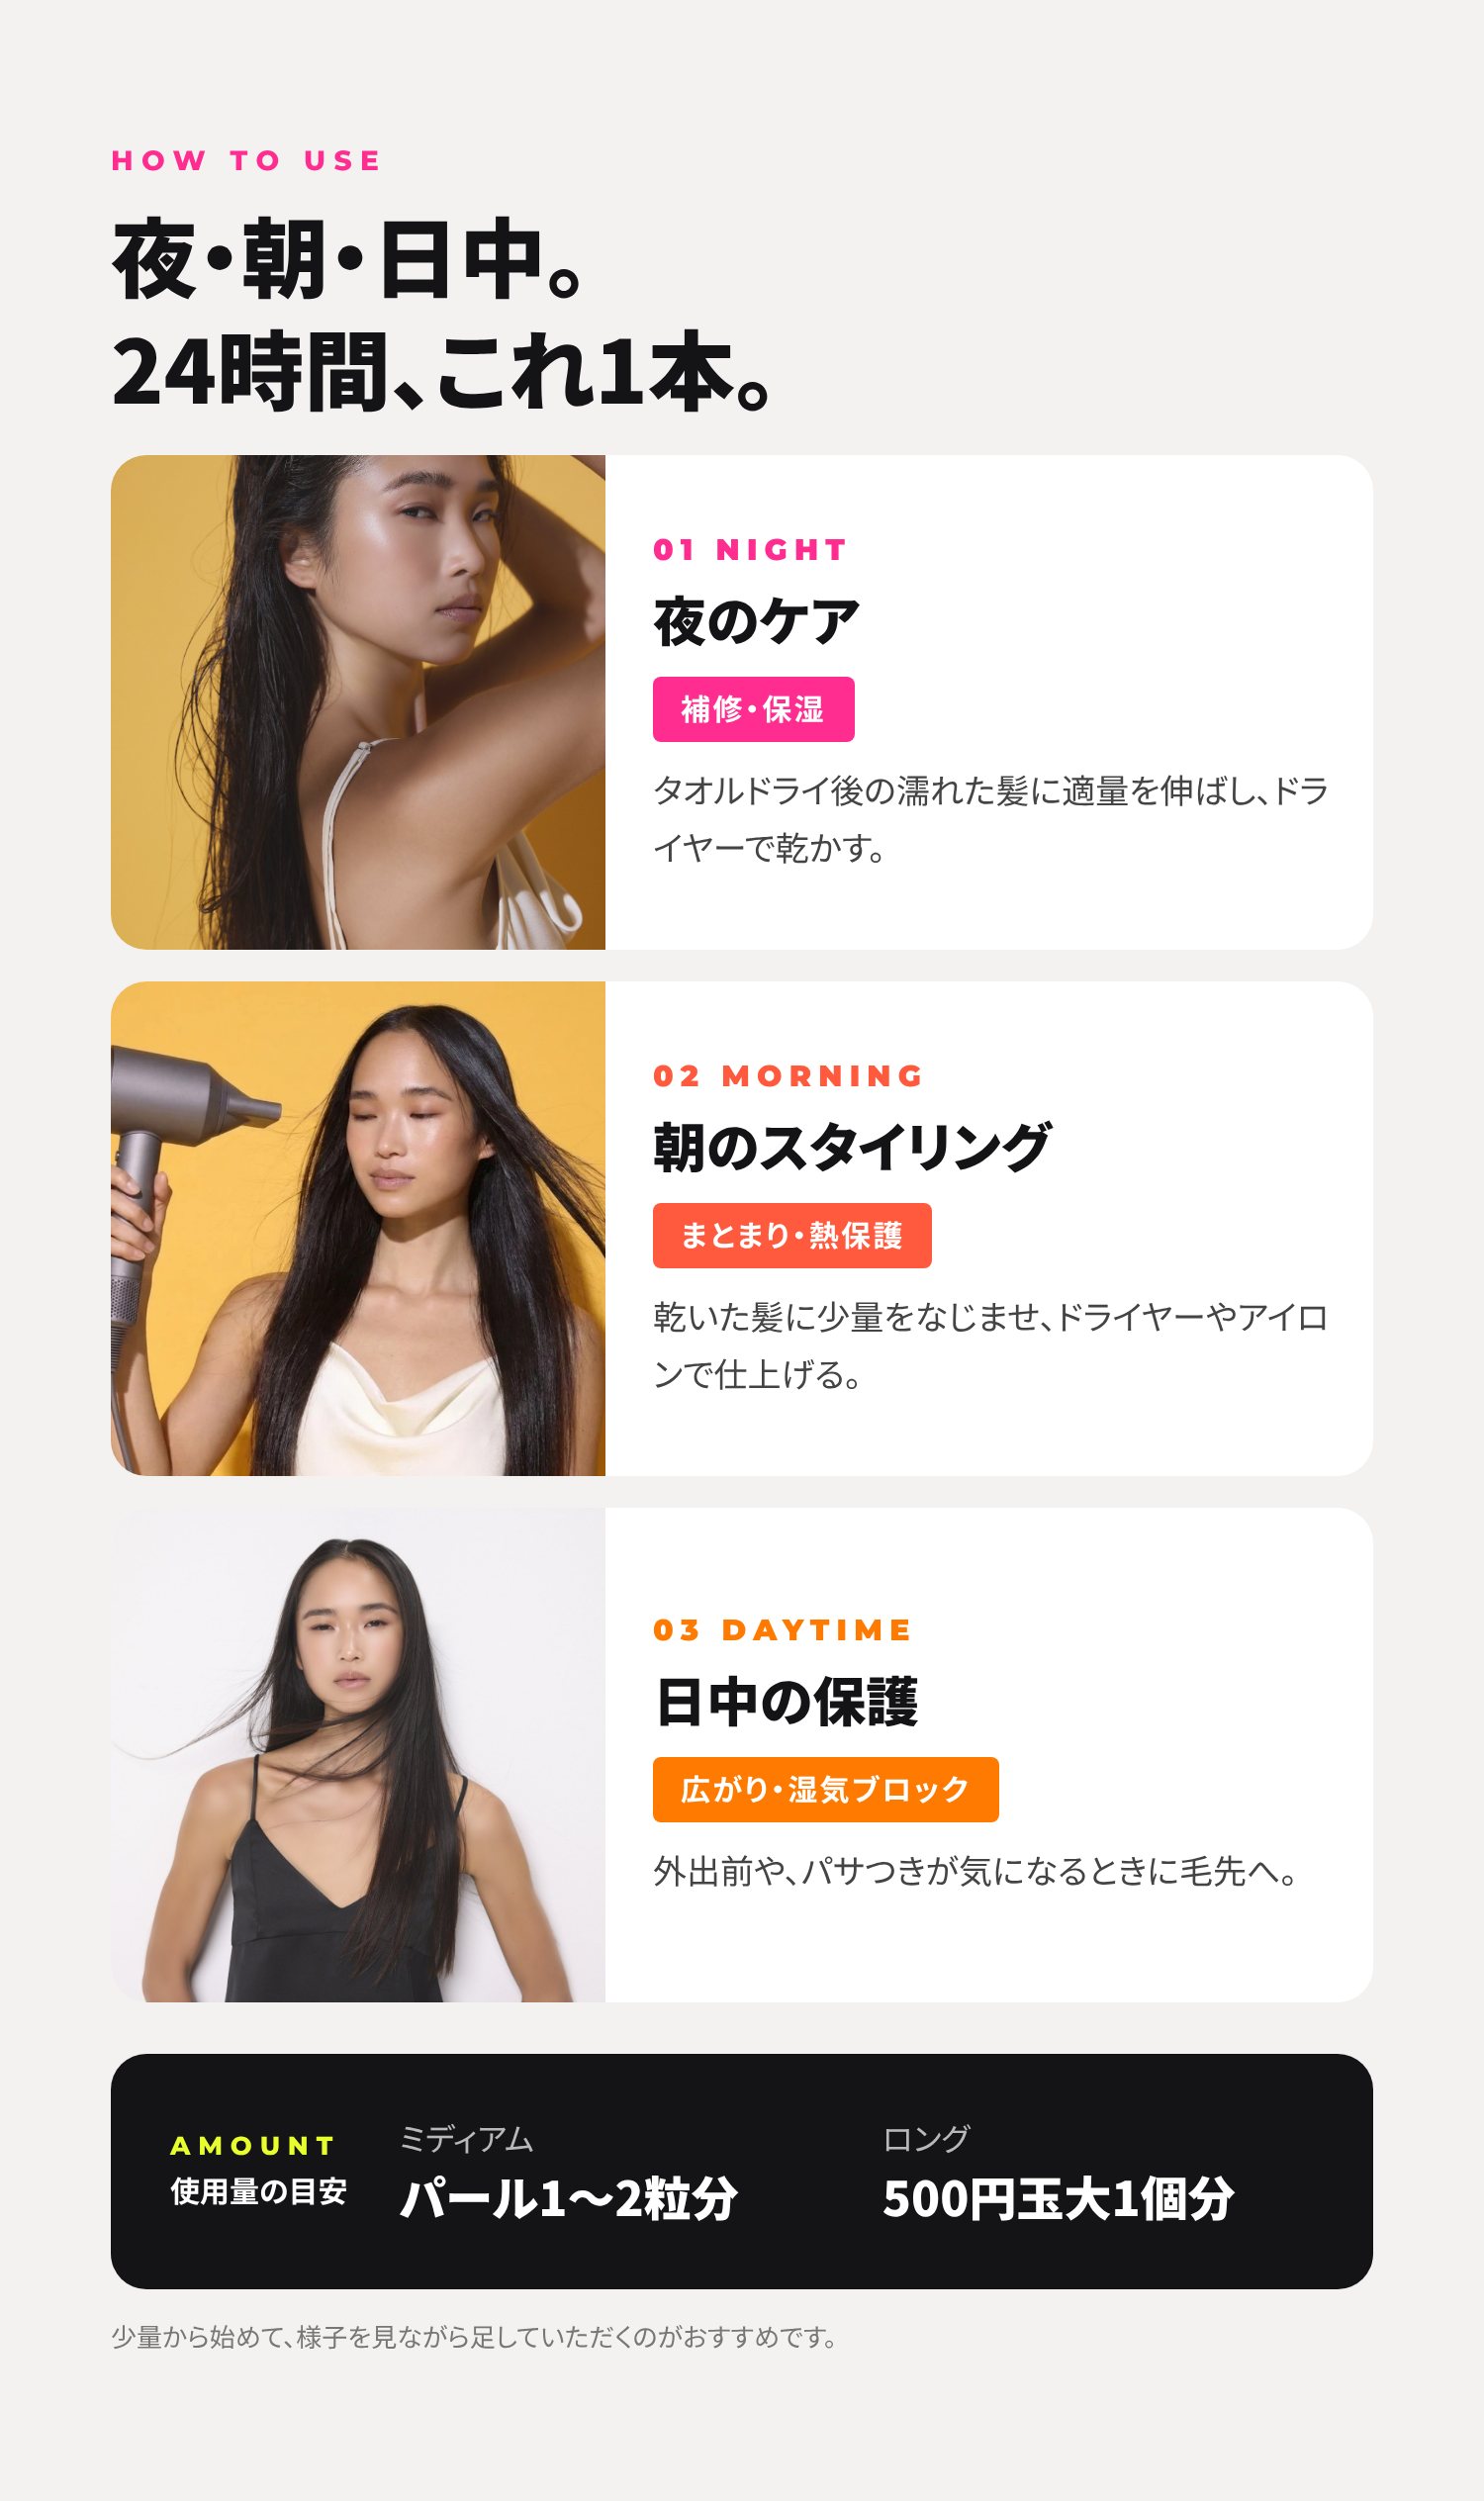 HOW TO USE
夜・朝・日中。
24時間、これ1本。
01 NIGHT
夜のケア
補修・保湿
タオルドライ後の濡れた髪に適量を伸ばし、ドラ
イヤーで乾かす。
02 MORNING
朝のスタイリング
まとまり・熱保護
乾いた髪に少量をなじませ、ドライヤーやアイロ
ンで仕上げる。
03 DAYTIME
日中の保護
広がり・湿気ブロック
外出前や、パサつきが気になるときに毛先へ。
AMOUNT
使用量の目安
ミディアム
パール1〜2粒分
ロング
500円玉大1個分
少量から始めて、様子を見ながら足していただくのがおすすめです。